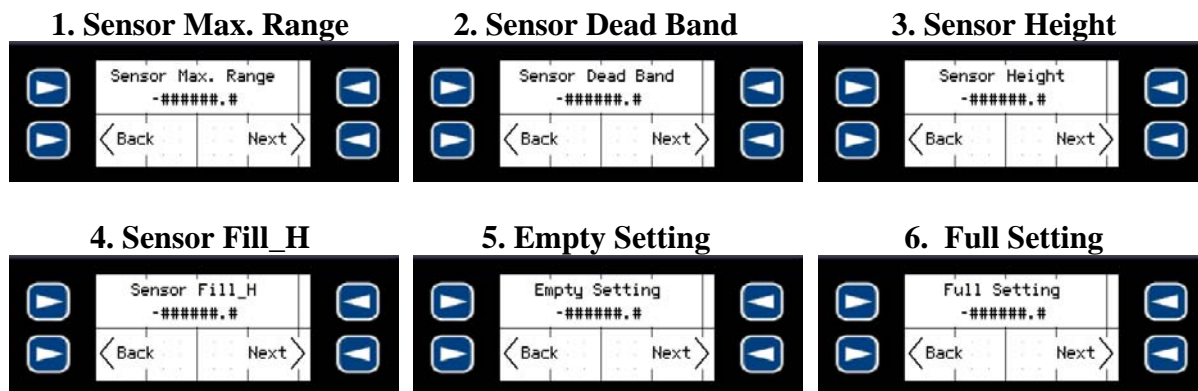 1. Sensor Max. Range
2. Sensor Dead Band
3. Sensor Height
Sensor Max. Range
-######.#
Back
Next
Sensor Dead Band
-######.#
Back
Next
Sensor Height
-######.#
Back
Next
4. Sensor Fill_H
5. Empty Setting
6. Full Setting
Sensor Fill_H
-######.#
Back
Next
Empty Setting
-######.#
Back
Next
Full Setting
-######.#
Back
Next